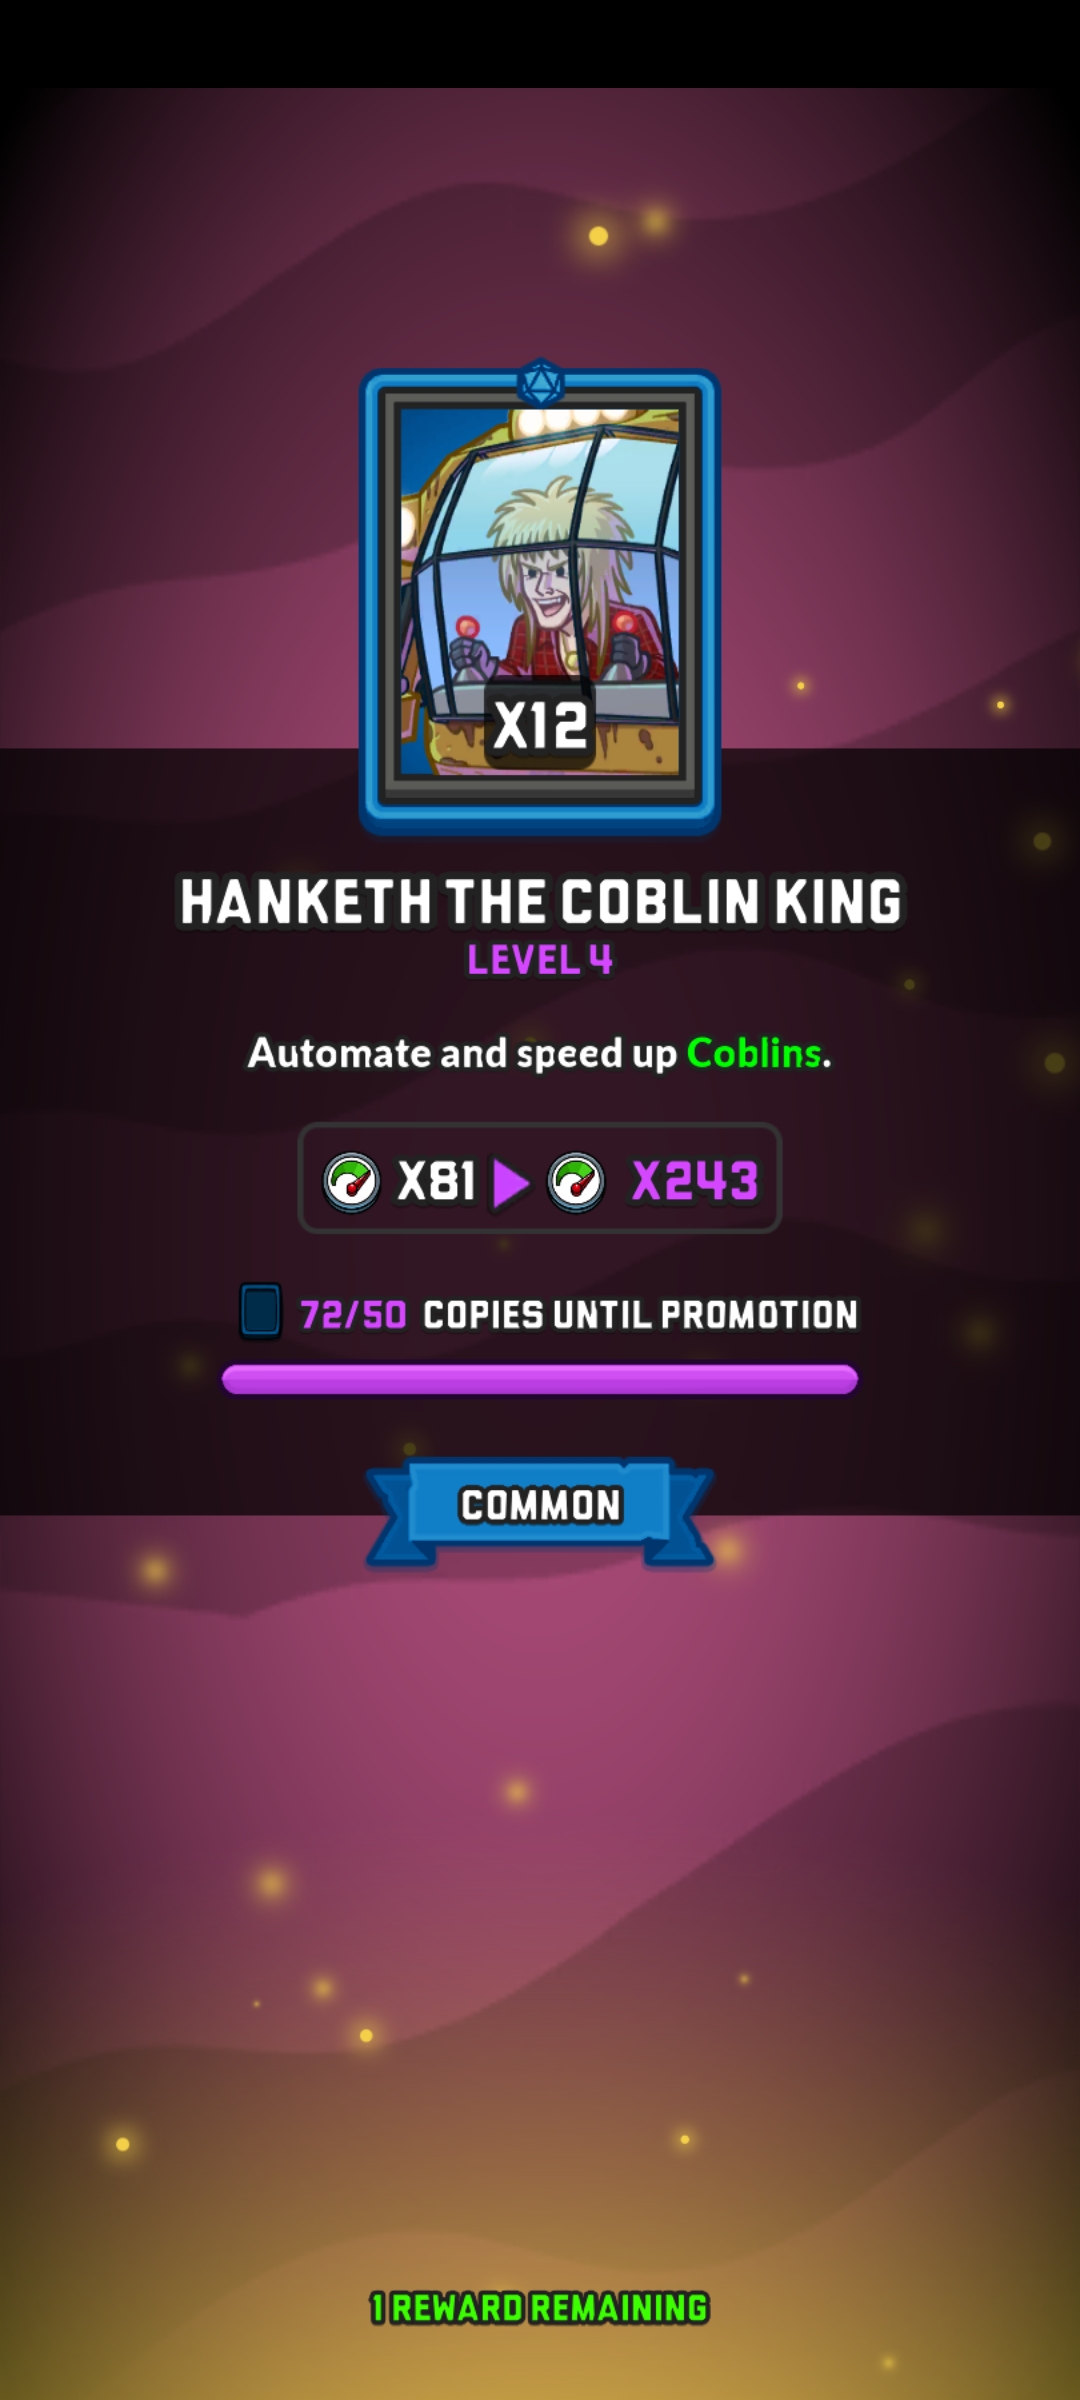 X12
HANKETH THE COBLIN KING
LEVEL 4
Automate and speed up Coblins.
X81 X243
72/50 COPIES UNTIL PROMOTION
COMMON
1 REWARD REMAINING